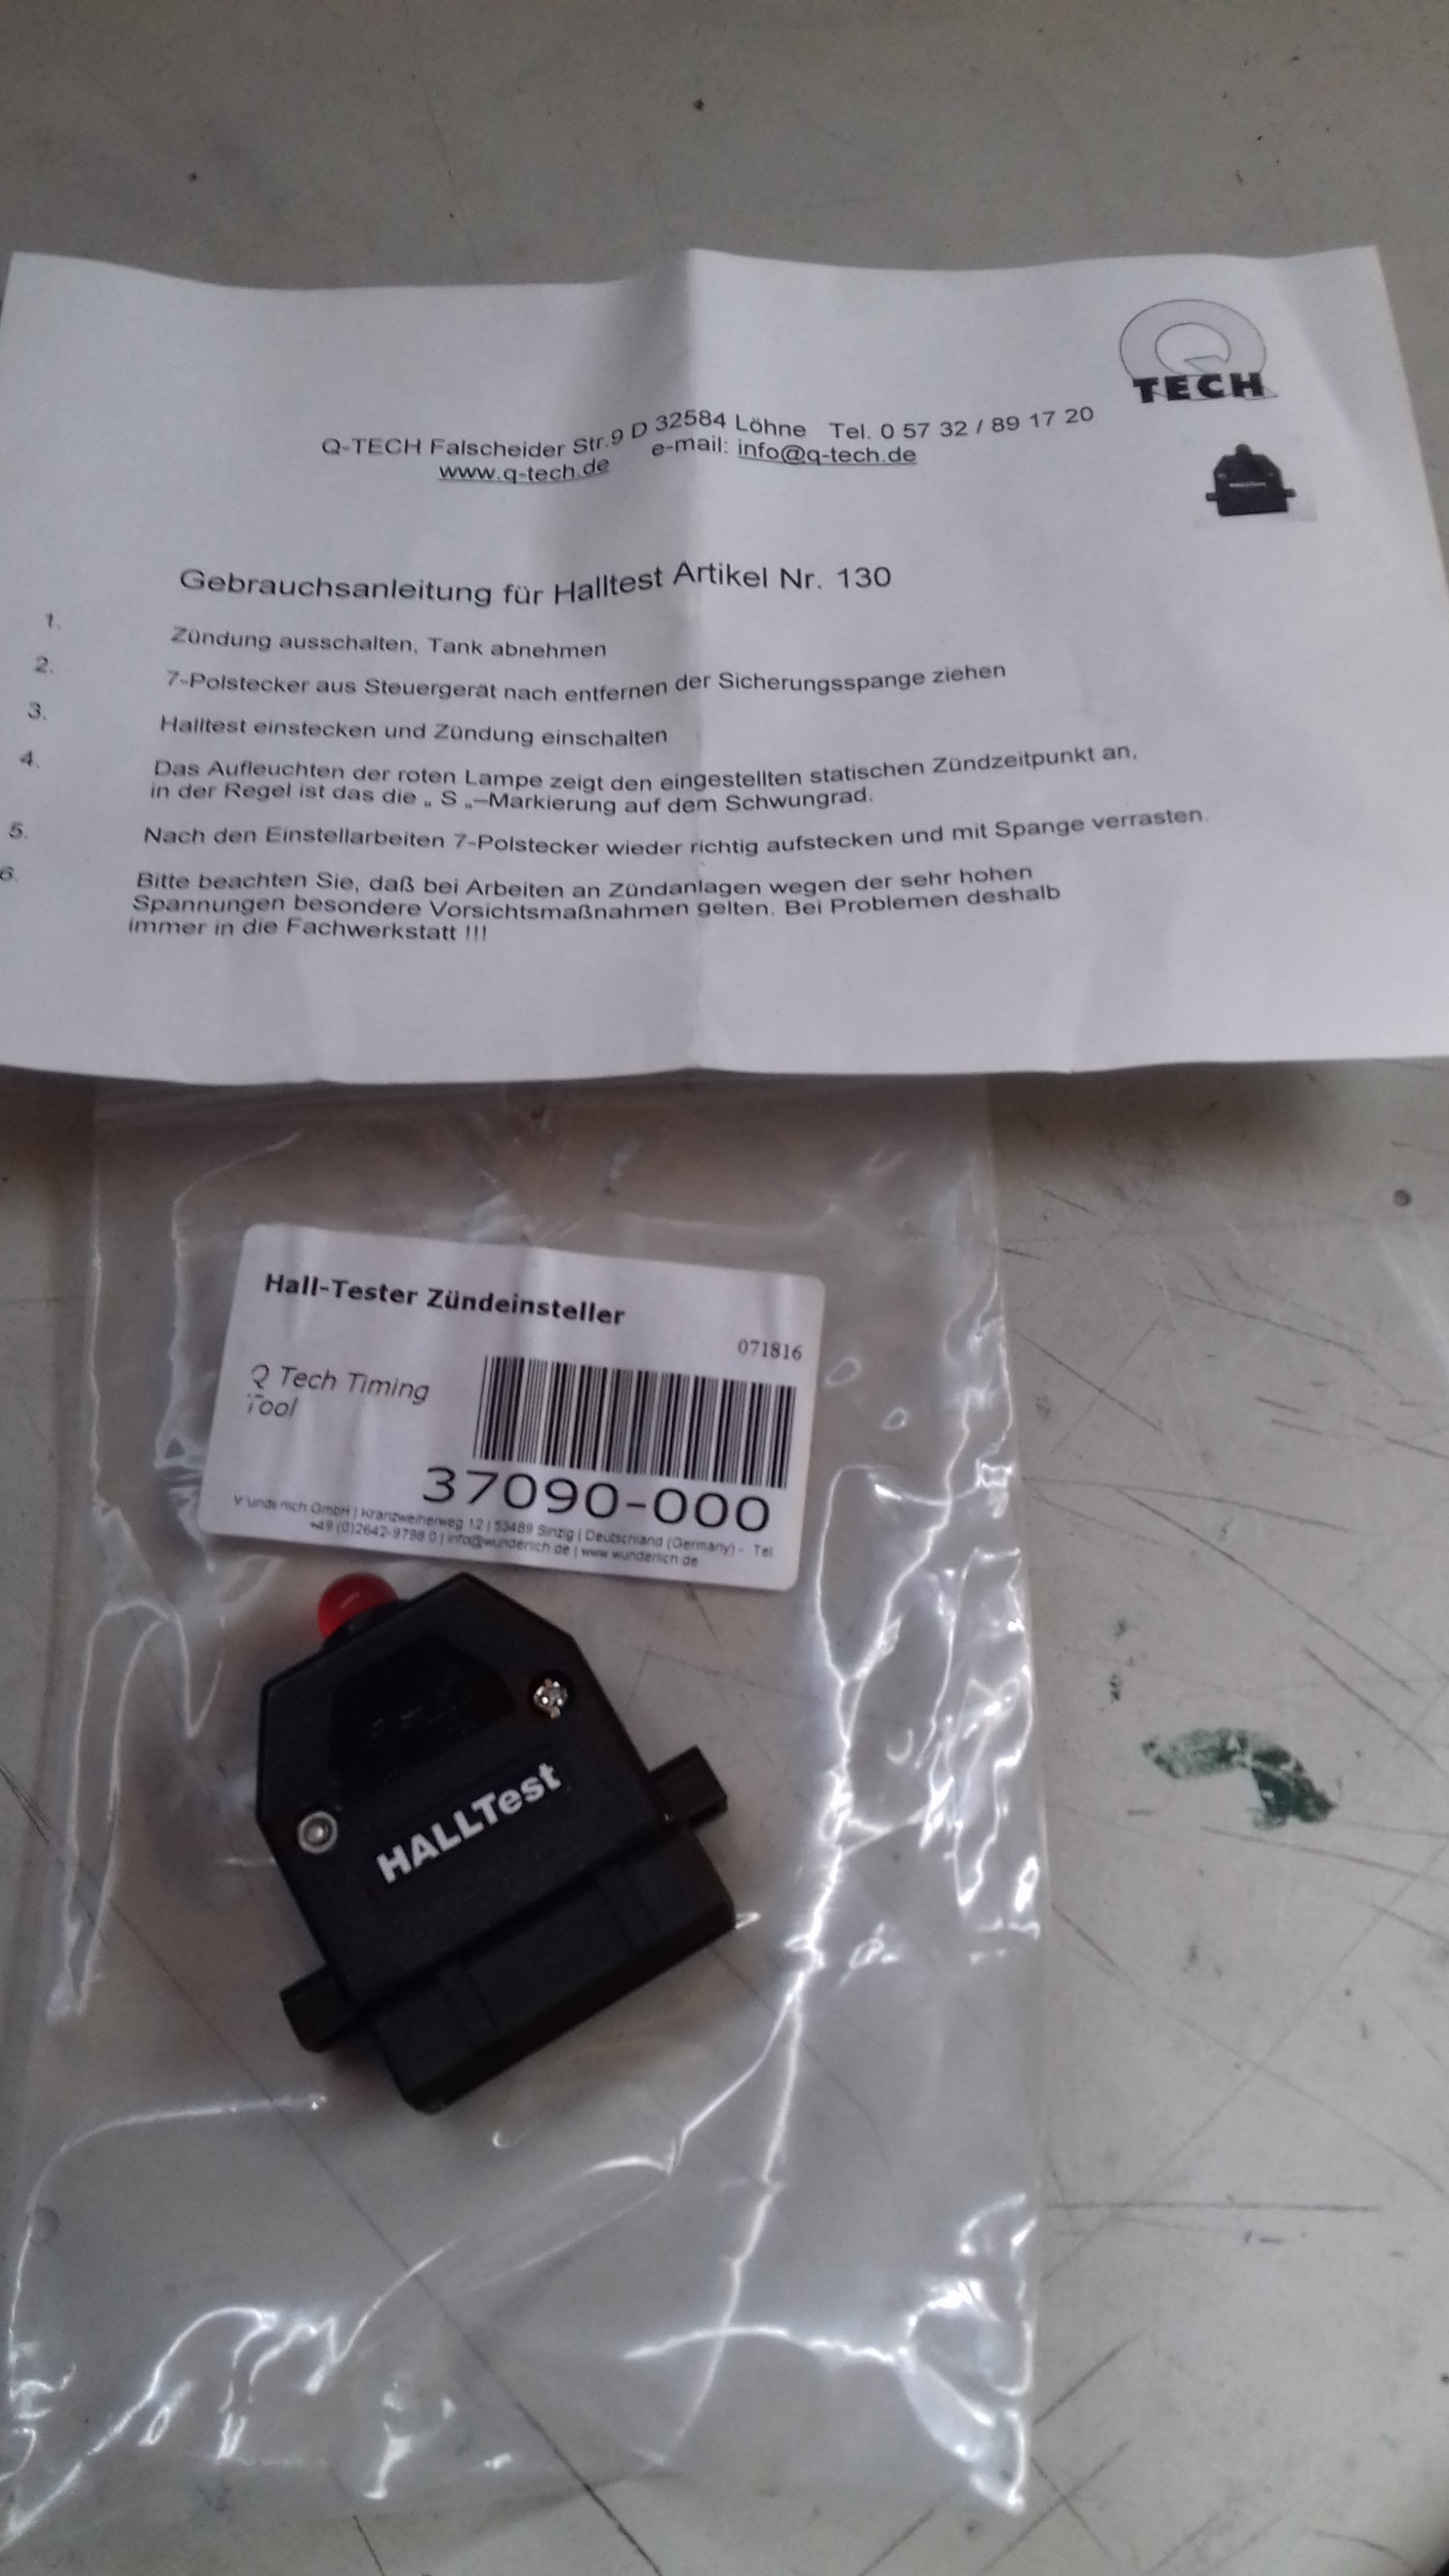 Q
TECH
Q-TECH Falscheider Str.9 D 32584 Löhne Tel. 0 57 32 / 89 17 20
www.q-tech.de e-mail: info@q-tech.de
Gebrauchsanleitung für Halltest Artikel Nr. 130
1. Zündung ausschalten, Tank abnehmen
2. 7-Polstecker aus Steuergerät nach entfernen der Sicherungsspange ziehen
3. Halltest einstecken und Zündung einschalten
4. Das Aufleuchten der roten Lampe zeigt den eingestellten statischen Zündzeitpunkt an,
in der Regel ist das die „ S „–Markierung auf dem Schwungrad.
5. Nach den Einstellarbeiten 7-Polstecker wieder richtig aufstecken und mit Spange verrasten.
6. Bitte beachten Sie, daß bei Arbeiten an Zündanlagen wegen der sehr hohen
Spannungen besondere Vorsichtsmaßnahmen gelten. Bei Problemen deshalb
immer in die Fachwerkstatt !!!
Hall-Tester Zündeinsteller
071816
Q Tech Timing
Tool
37090-000
Wunderlich GmbH | Kranzweiherweg 12 | 53489 Sinzig | Deutschland (Germany) - Tel.
+49 (0)2642-9798 0 | info@wunderlich.de | www.wunderlich.de
HALLTest